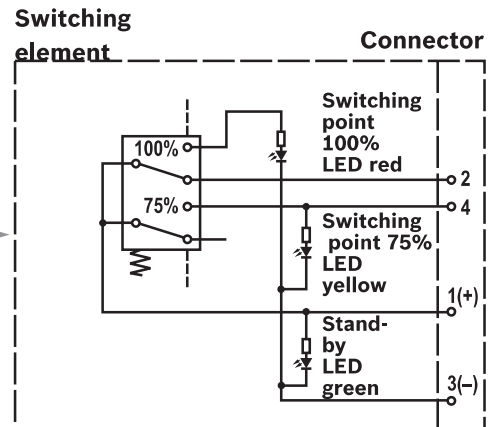 Switching
element
Connector
100%
75%
Switching
point
100%
LED red
2
4
Switching
point 75%
LED
yellow
1(+)
Stand-
by
LED
green
3(–)